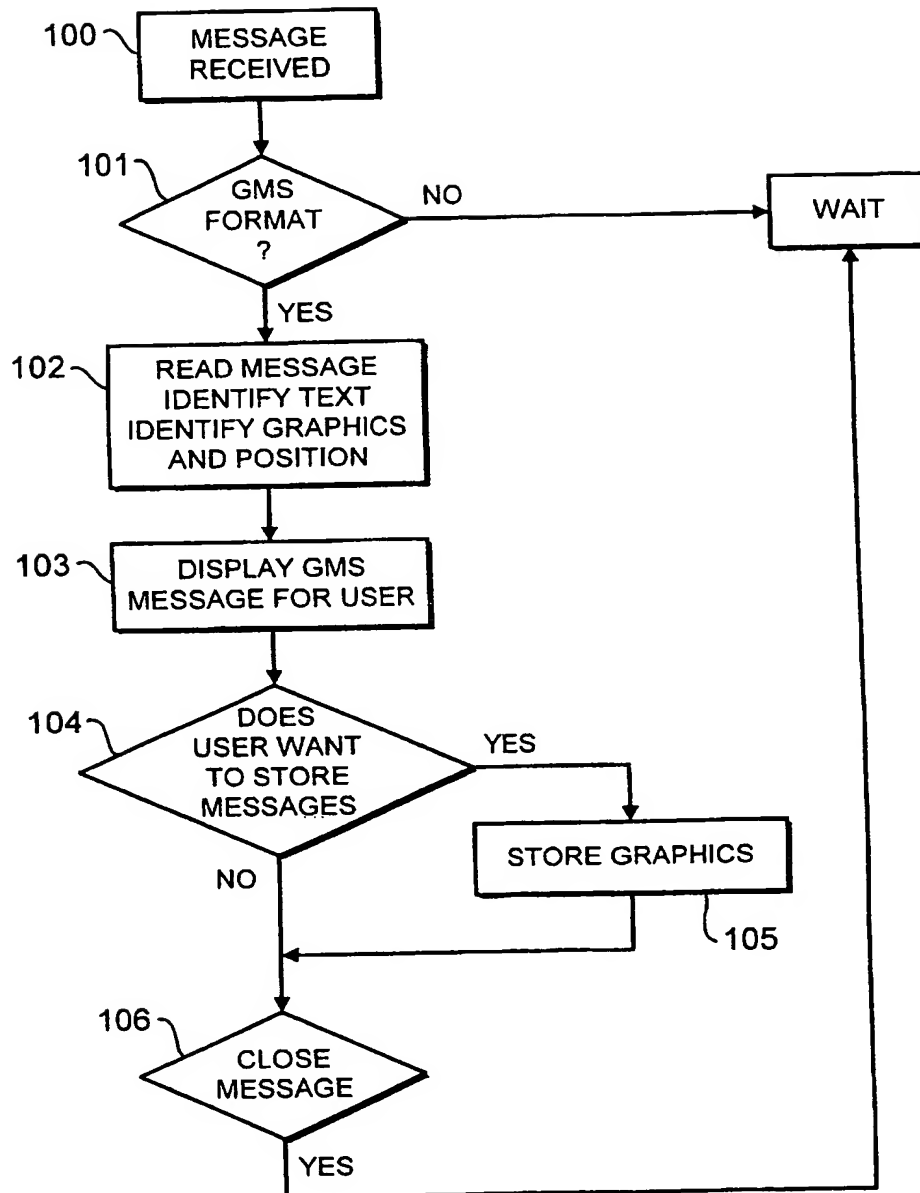 100
MESSAGE
RECEIVED
101
GMS
FORMAT
?
NO
WAIT
YES
102
READ MESSAGE
IDENTIFY TEXT
IDENTIFY GRAPHICS
AND POSITION
103
DISPLAY GMS
MESSAGE FOR USER
104
DOES
USER WANT
TO STORE
MESSAGES
YES
STORE GRAPHICS
105
NO
106
CLOSE
MESSAGE
YES